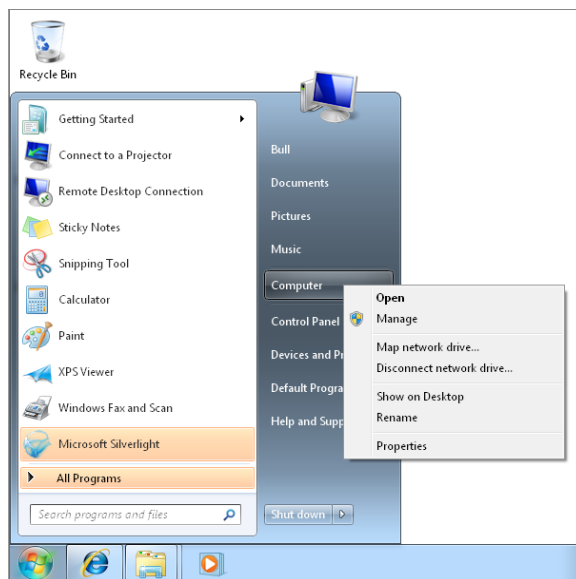 Recycle Bin
Getting Started
Connect to a Projector
Remote Desktop Connection
Sticky Notes
Snipping Tool
Calculator
Paint
XPS Viewer
Windows Fax and Scan
Microsoft Silverlight
All Programs
Search programs and files
Bull
Documents
Pictures
Music
Computer
Control Panel
Devices and Pr
Default Progra
Help and Supp
Shut down
Open
Manage
Map network drive...
Disconnect network drive...
Show on Desktop
Rename
Properties